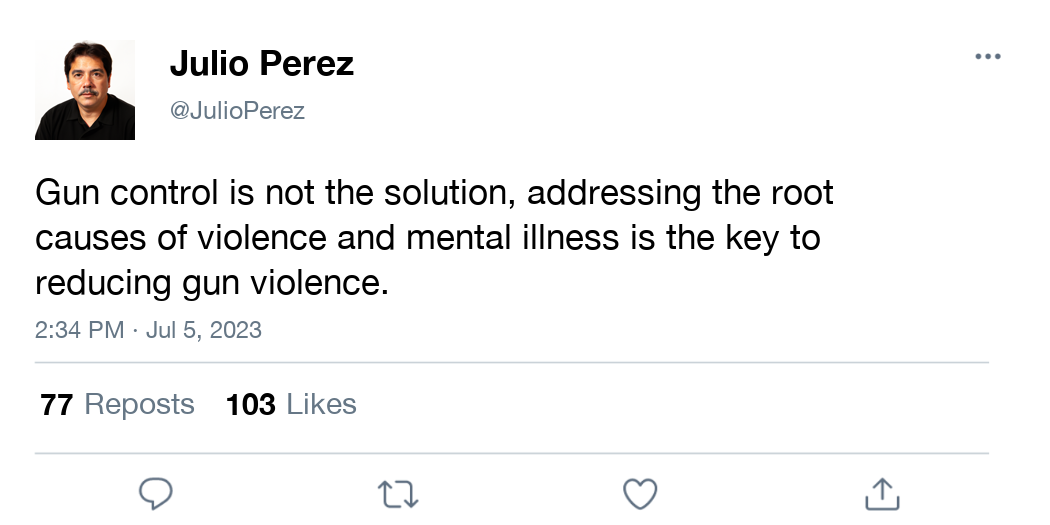 Julio Perez
@JulioPerez
Gun control is not the solution, addressing the root
causes of violence and mental illness is the key to
reducing gun violence.
2:34 PM · Jul 5, 2023
77 Reposts 103 Likes